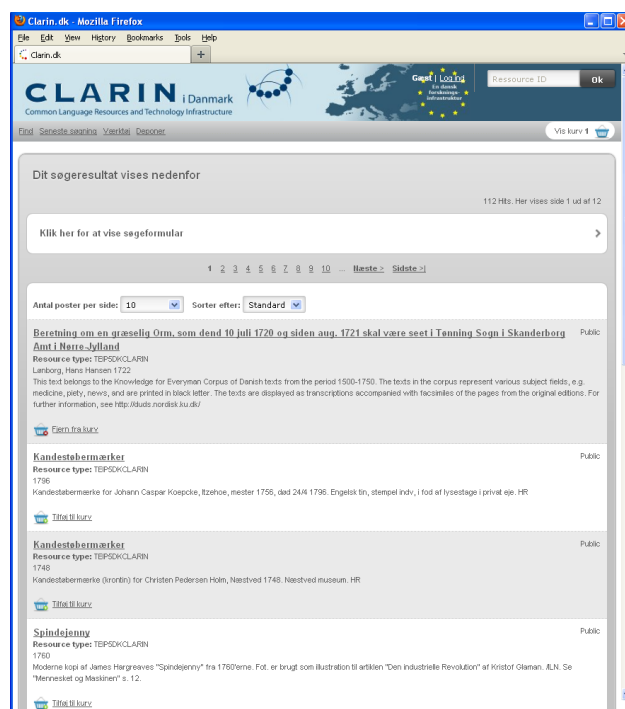 Clarin.dk - Mozilla Firefox
File Edit View History Bookmarks Tools Help
Clarin.dk
CLARIN i Danmark
Common Language Resources and Technology Infrastructure
Gæst | Log ind
En dansk
forsknings-
infrastruktur
Ressource ID Ok
Find Seneste søgning Værktøj Deponer
Vis kurv 1
Dit søgeresultat vises nedenfor
112 Hits. Her vises side 1 ud af 12
Klik her for at vise søgeformular
1 2 3 4 5 6 7 8 9 10 ... Næste > Sidste >|
Antal poster per side: 10 Sorter efter: Standard
Beretning om en græselig Orm, som dend 10 juli 1720 og siden aug. 1721 skal være seet i Tønning Sogn i Skanderborg Public
Amt i Nørre-Jylland
Resource type: TEIP5DKCLARIN
Lønborg, Hans Hansen 1722
This text belongs to the Knowledge for Everyman Corpus of Danish texts from the period 1500-1750. The texts in the corpus represent various subject fields, e.g.
medicine, piety, news, and are printed in black letter. The texts are displayed as transcriptions accompanied with facsimiles of the pages from the original editions. For
further information, see http://duds.nordisk.ku.dk/
Fjern fra kurv
Kandestøbermærker Public
Resource type: TEIP5DKCLARIN
1796
Kandestøbermærke for Johann Caspar Koepcke, Itzehoe, mester 1756, død 24/4 1796. Engelsk tin, stempel indv, i fod af lysestage i privat eje. HR
Tilføj til kurv
Kandestøbermærker Public
Resource type: TEIP5DKCLARIN
1748
Kandestøbermærke (krontin) for Christen Pedersen Holm, Næstved 1748. Næstved museum. HR
Tilføj til kurv
Spindejenny Public
Resource type: TEIP5DKCLARIN
1760
Moderne kopi af James Hargreaves "Spindejenny" fra 1760'erne. Fot. er brugt som illustration til artiklen "Den industrielle Revolution" af Kristof Glaman. /LN. Se
"Mennesket og Maskinen" s. 12.
Tilføj til kurv